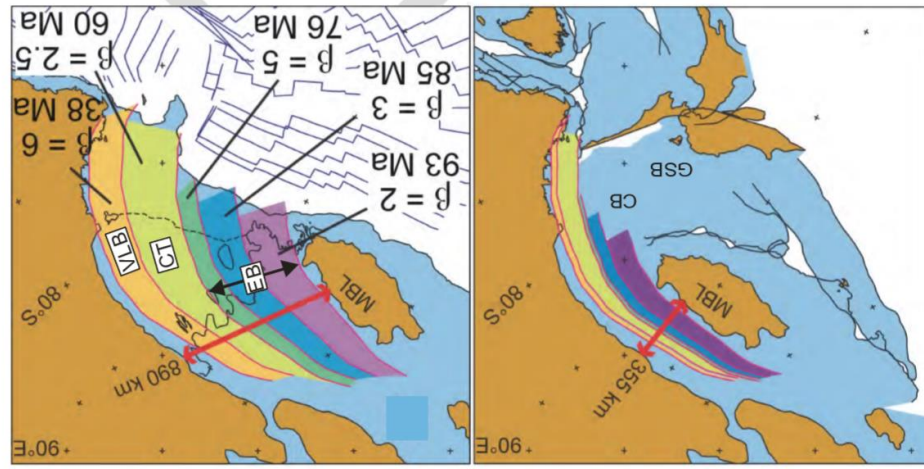 90°S
355 km
MBL
80°S
CB
GSB
90°S
890 km
MBL
80°S
EB
CT
VLB
β = 2
93 Ma
β = 3
85 Ma
β = 5
76 Ma
β = 6
38 Ma
β = 2.5
60 Ma